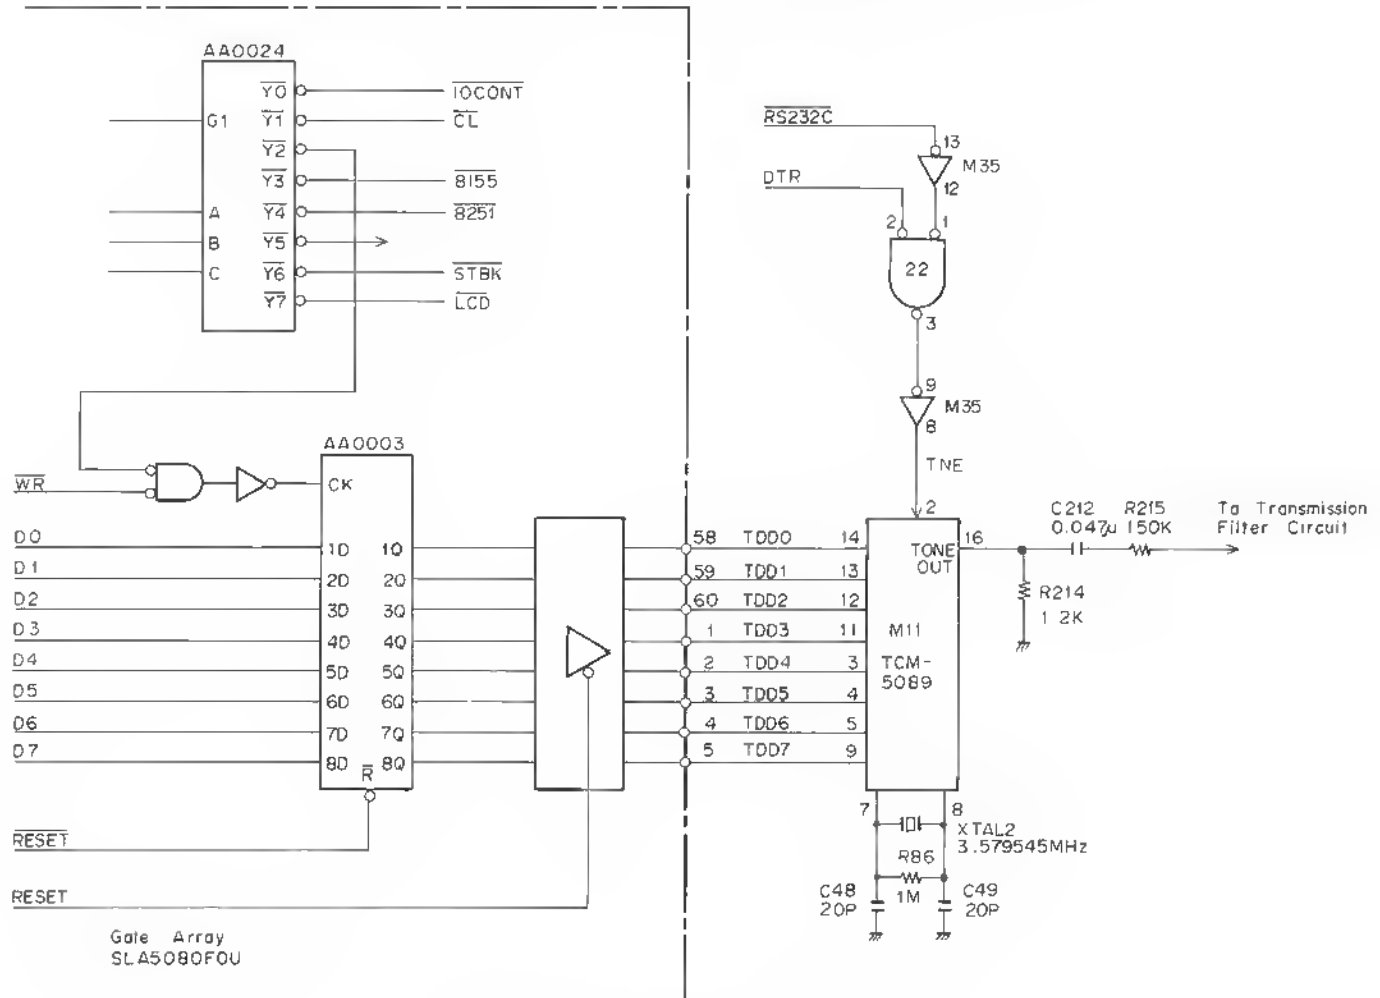 AA0024
G1
A
B
C
Y0
Y1
Y2
Y3
Y4
Y5
Y6
Y7
IOCONT
CL
8155
8251
STBK
LCD
RS232C
13
M35
12
DTR
2
1
22
3
9
M35
8
TNE
2
WR
AA0003
CK
D0
D1
D2
D3
D4
D5
D6
D7
1D 1Q
2D 2Q
3D 3Q
4D 4Q
5D 5Q
6D 6Q
7D 7Q
8D 8Q
R
58 TDD0 14
59 TDD1 13
60 TDD2 12
1 TDD3 11
2 TDD4 3
3 TDD5 4
4 TDD6 5
5 TDD7 9
TONE
OUT
M11
TCM-
5089
16
C212 R215
0.047µ 150K
To Transmission
Filter Circuit
R214
1.2K
7
8
XTAL2
3.579545MHz
R86
1M
C48
20P
C49
20P
RESET
RESET
Gate Array
SLA5080F0U